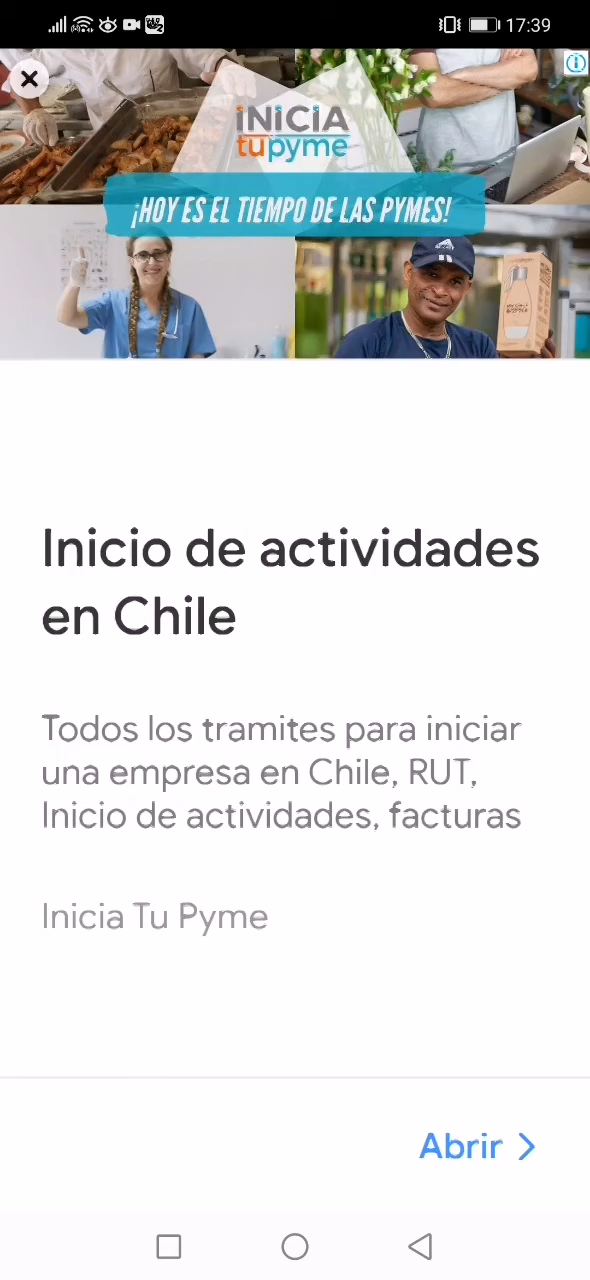 17:39
INICIA
tupyme
¡HOY ES EL TIEMPO DE LAS PYMES!
Inicio de actividades
en Chile
Todos los tramites para iniciar
una empresa en Chile, RUT,
Inicio de actividades, facturas
Inicia Tu Pyme
Abrir